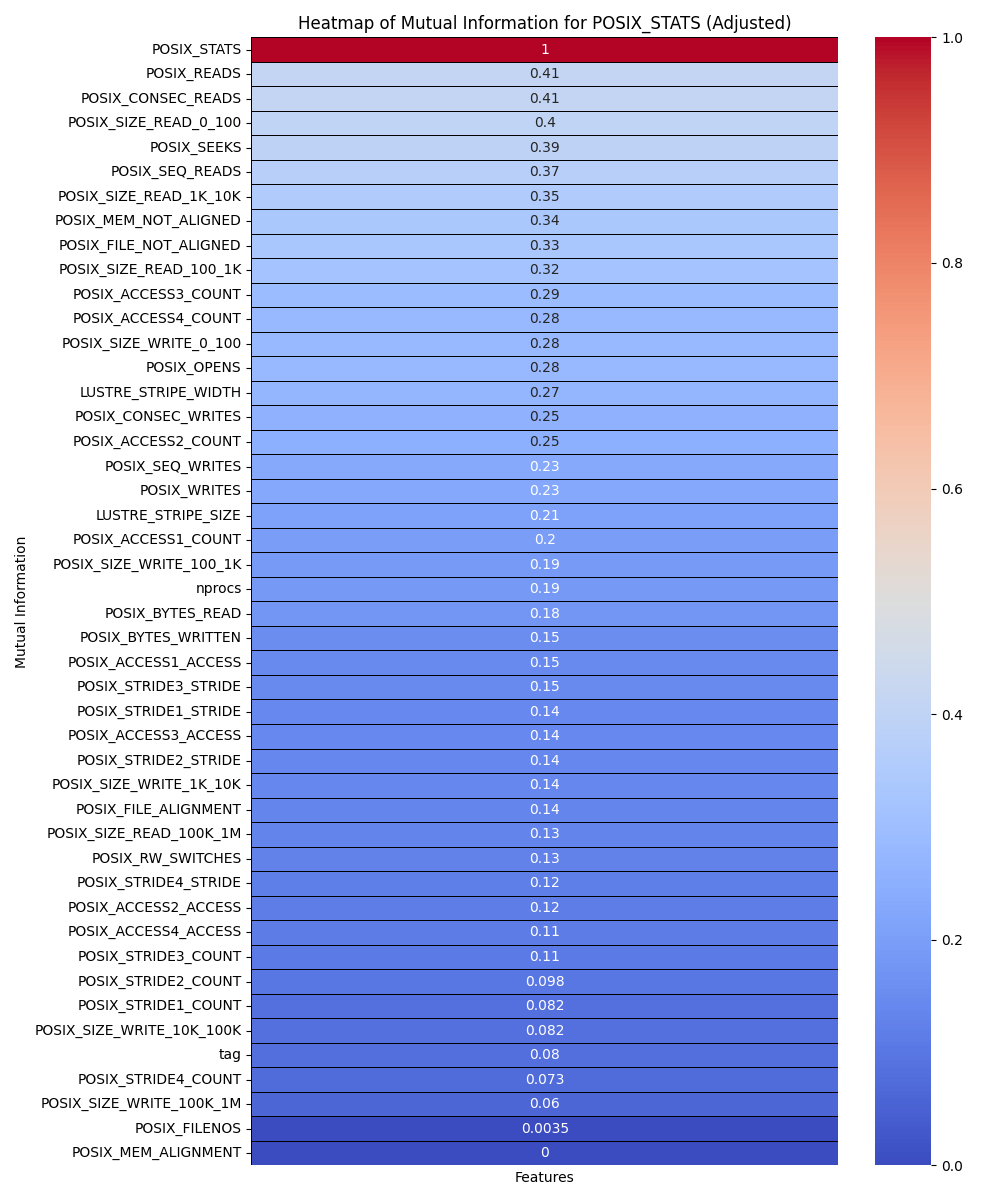 Heatmap of Mutual Information for POSIX_STATS (Adjusted)
POSIX_STATS 1
POSIX_READS 0.41
POSIX_CONSEC_READS 0.41
POSIX_SIZE_READ_0_100 0.4
POSIX_SEEKS 0.39
POSIX_SEQ_READS 0.37
POSIX_SIZE_READ_1K_10K 0.35
POSIX_MEM_NOT_ALIGNED 0.34
POSIX_FILE_NOT_ALIGNED 0.33
POSIX_SIZE_READ_100_1K 0.32
POSIX_ACCESS3_COUNT 0.29
POSIX_ACCESS4_COUNT 0.28
POSIX_SIZE_WRITE_0_100 0.28
POSIX_OPENS 0.28
LUSTRE_STRIPE_WIDTH 0.27
POSIX_CONSEC_WRITES 0.25
POSIX_ACCESS2_COUNT 0.25
POSIX_SEQ_WRITES 0.23
POSIX_WRITES 0.23
LUSTRE_STRIPE_SIZE 0.21
POSIX_ACCESS1_COUNT 0.2
POSIX_SIZE_WRITE_100_1K 0.19
nprocs 0.19
POSIX_BYTES_READ 0.18
POSIX_BYTES_WRITTEN 0.15
POSIX_ACCESS1_ACCESS 0.15
POSIX_STRIDE3_STRIDE 0.15
POSIX_STRIDE1_STRIDE 0.14
POSIX_ACCESS3_ACCESS 0.14
POSIX_STRIDE2_STRIDE 0.14
POSIX_SIZE_WRITE_1K_10K 0.14
POSIX_FILE_ALIGNMENT 0.14
POSIX_SIZE_READ_100K_1M 0.13
POSIX_RW_SWITCHES 0.13
POSIX_STRIDE4_STRIDE 0.12
POSIX_ACCESS2_ACCESS 0.12
POSIX_ACCESS4_ACCESS 0.11
POSIX_STRIDE3_COUNT 0.11
POSIX_STRIDE2_COUNT 0.098
POSIX_STRIDE1_COUNT 0.082
POSIX_SIZE_WRITE_10K_100K 0.082
tag 0.08
POSIX_STRIDE4_COUNT 0.073
POSIX_SIZE_WRITE_100K_1M 0.06
POSIX_FILENOS 0.0035
POSIX_MEM_ALIGNMENT 0
Mutual Information
Features
1.0
0.8
0.6
0.4
0.2
0.0